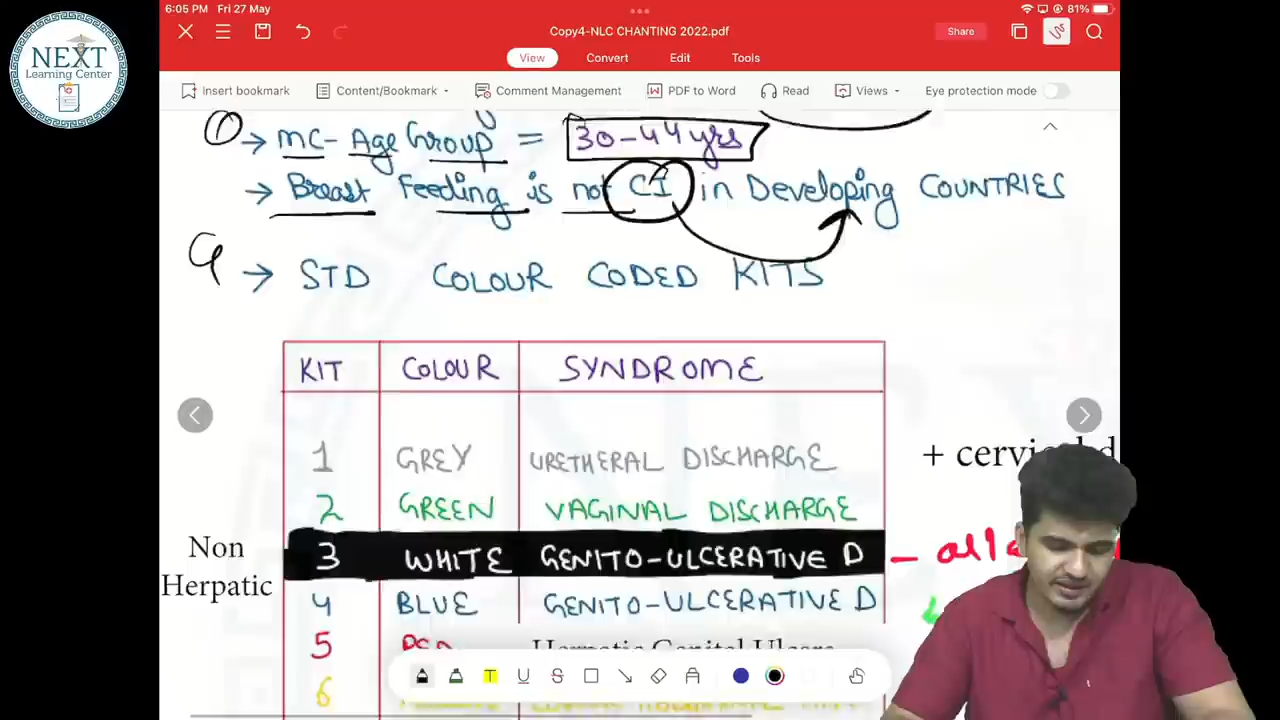 6:05 PM Fri 27 May
81%
Copy4-NLC CHANTING 2022.pdf
Share
View Convert Edit Tools
Insert bookmark Content/Bookmark Comment Management PDF to Word Read Views Eye protection mode
NEXT
Learning Center
① → MC- Age Group = 30-44 yrs
→ Breast Feeding is not CI in Developing COUNTRIES
→ STD COLOUR CODED KITS
KIT COLOUR SYNDROME
1 GREY URETHERAL DISCHARGE
+
2 GREEN VAGINAL DISCHARGE
Non
Herpatic
3 WHITE GENITO-ULCERATIVE D -
4 BLUE GENITO-ULCERATIVE D
5 RED
6